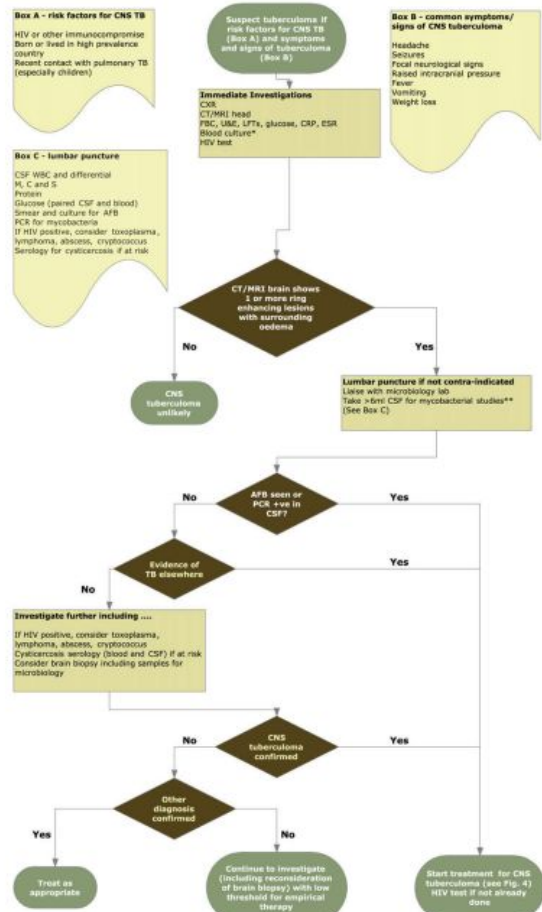 Box A - risk factors for CNS TB
HIV or other immunocompromise
Born or lived in high prevalence
country
Recent contact with pulmonary TB
(especially children)
Suspect tuberculoma if
risk factors for CNS TB
(Box A) and symptoms
and signs of tuberculoma
(Box B)
Box B - common symptoms/
signs of CNS tuberculoma
Headache
Seizures
Focal neurological signs
Raised intracranial pressure
Fever
Vomiting
Weight loss
Immediate Investigations
CXR
CT/MRI head
FBC, U&E, LFTs, glucose, CRP, ESR
Blood culture*
HIV test
Box C - lumbar puncture
CSF WBC and differential
M, C and S
Protein
Glucose (paired CSF and blood)
Smear and culture for AFB
PCR for mycobacteria
If HIV positive, consider toxoplasma,
lymphoma, abscess, cryptococcus
Serology for cysticercosis if at risk
CT/MRI brain shows
1 or more ring
enhancing lesions
with surrounding
oedema
No
Yes
CNS
tuberculoma
unlikely
Lumbar puncture if not contra-indicated
Liaise with microbiology lab
Take >6ml CSF for mycobacterial studies**
(See Box C)
AFB seen or
PCR +ve in
CSF?
No
Yes
Evidence of
TB elsewhere
No
Yes
Investigate further including ....
If HIV positive, consider toxoplasma,
lymphoma, abscess, cryptococcus
Cysticercosis serology (blood and CSF) if at risk
Consider brain biopsy including samples for
microbiology
CNS
tuberculoma
confirmed
No
Yes
Other
diagnosis
confirmed
Yes
No
Treat as
appropriate
Continue to investigate
(including reconsideration
of brain biopsy) with low
threshold for empirical
therapy
Start treatment for CNS
tuberculoma (see Fig. 4)
HIV test if not already
done